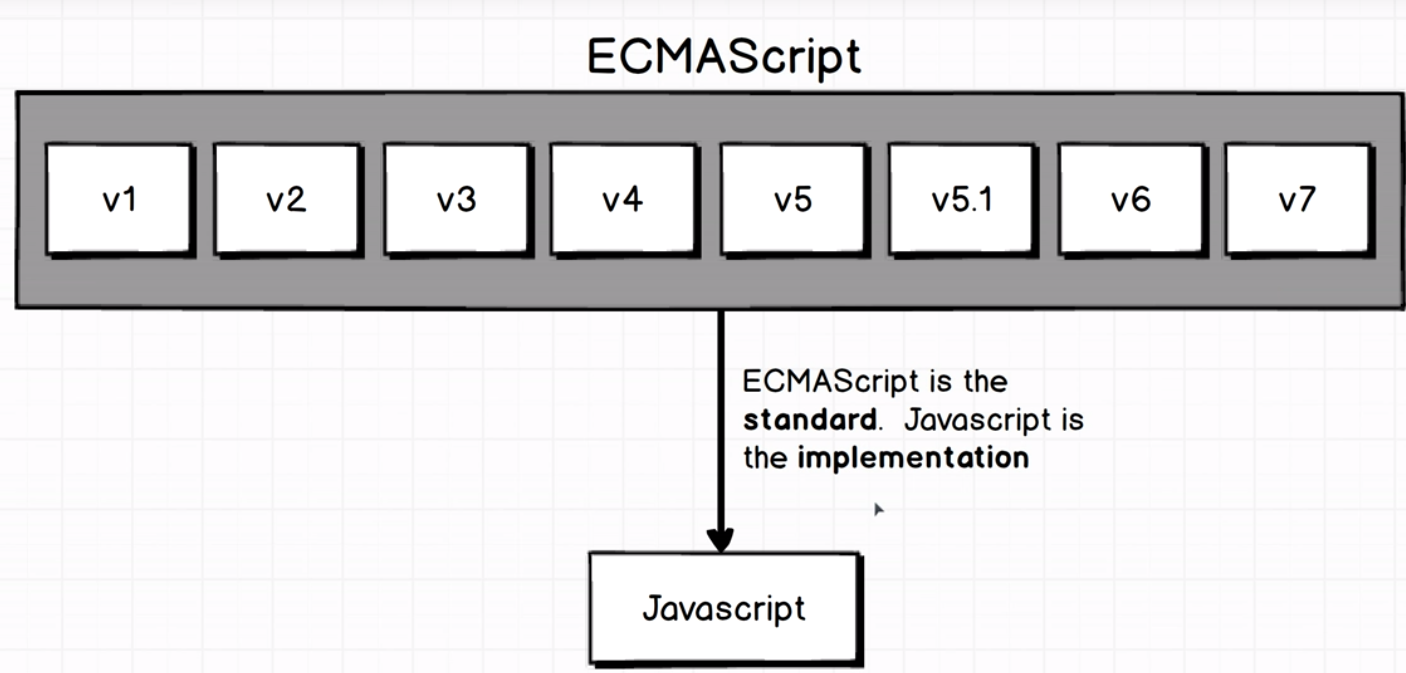 ECMAScript
v1 v2 v3 v4 v5 v5.1 v6 v7
ECMAScript is the
standard. Javascript is
the implementation
Javascript